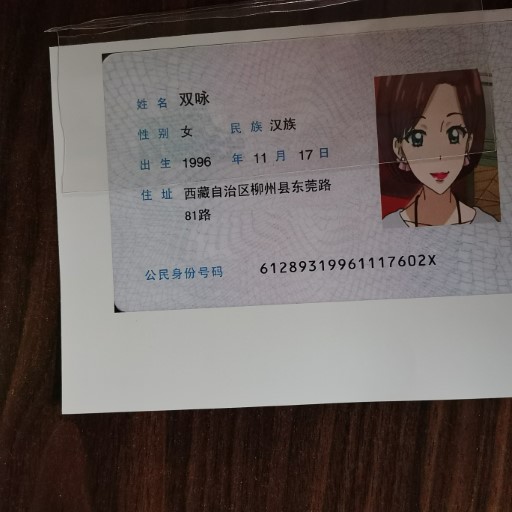 姓名 双咏
性别 女 民族 汉族
出生 1996 年 11 月 17 日
住址 西藏自治区柳州县东莞路
81路
公民身份号码 61289319961117602X